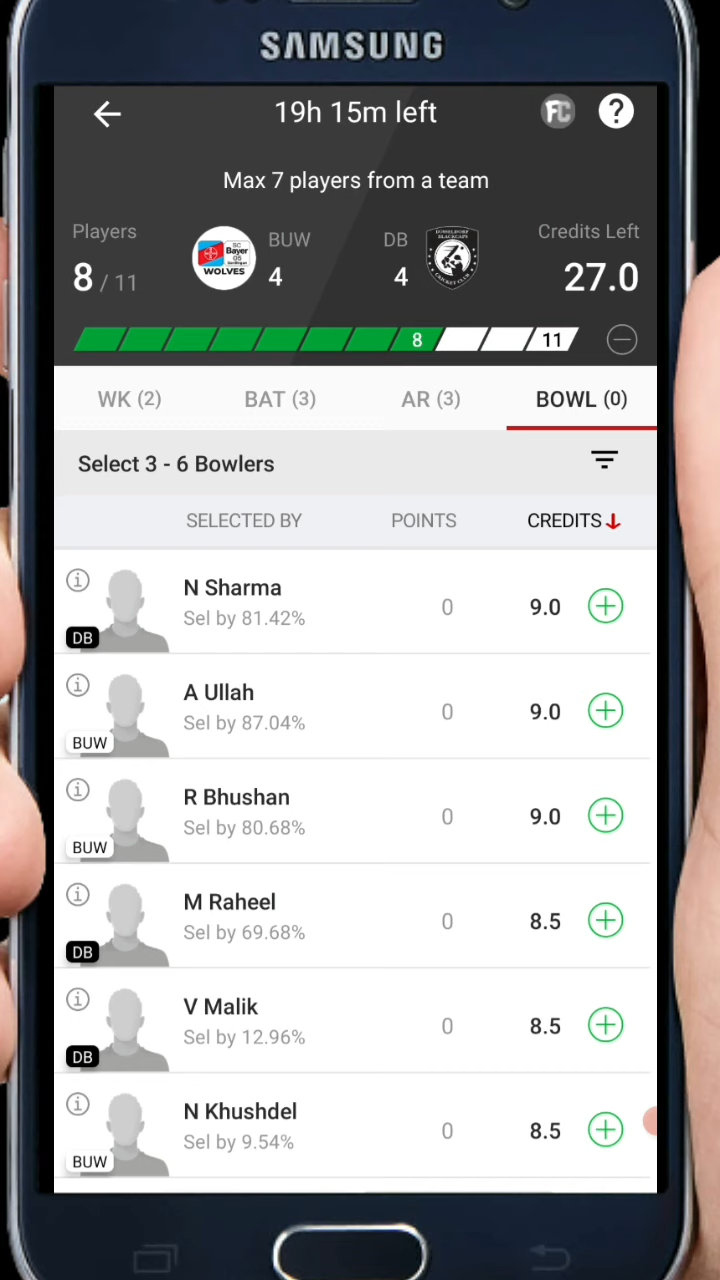 SAMSUNG
19h 15m left
FC
?
Max 7 players from a team
Players
BUW
DB
Credits Left
8 / 11
Bayer
WOLVES
4
4
27.0
8
11
WK (2)
BAT (3)
AR (3)
BOWL (0)
Select 3 - 6 Bowlers
SELECTED BY
POINTS
CREDITS
N Sharma
Sel by 81.42%
0
9.0
DB
A Ullah
Sel by 87.04%
0
9.0
BUW
R Bhushan
Sel by 80.68%
0
9.0
BUW
M Raheel
Sel by 69.68%
0
8.5
DB
V Malik
Sel by 12.96%
0
8.5
DB
N Khushdel
Sel by 9.54%
0
8.5
BUW